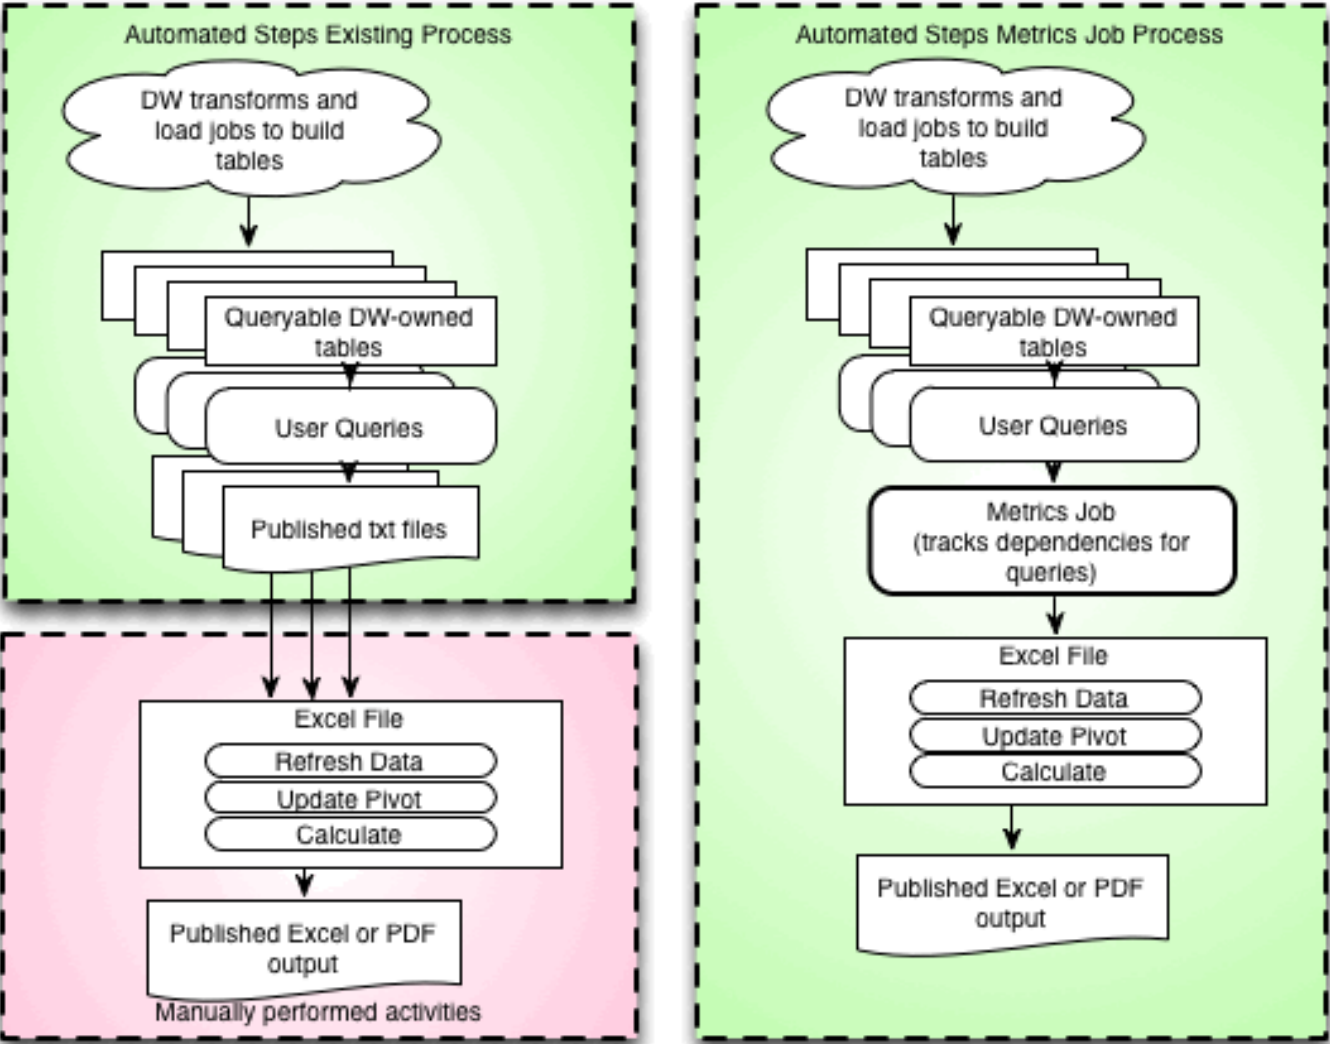 Automated Steps Existing Process
DW transforms and
load jobs to build
tables
Queryable DW-owned
tables
User Queries
Published txt files
Excel File
Refresh Data
Update Pivot
Calculate
Published Excel or PDF
output
Manually performed activities
Automated Steps Metrics Job Process
DW transforms and
load jobs to build
tables
Queryable DW-owned
tables
User Queries
Metrics Job
(tracks dependencies for
queries)
Excel File
Refresh Data
Update Pivot
Calculate
Published Excel or PDF
output